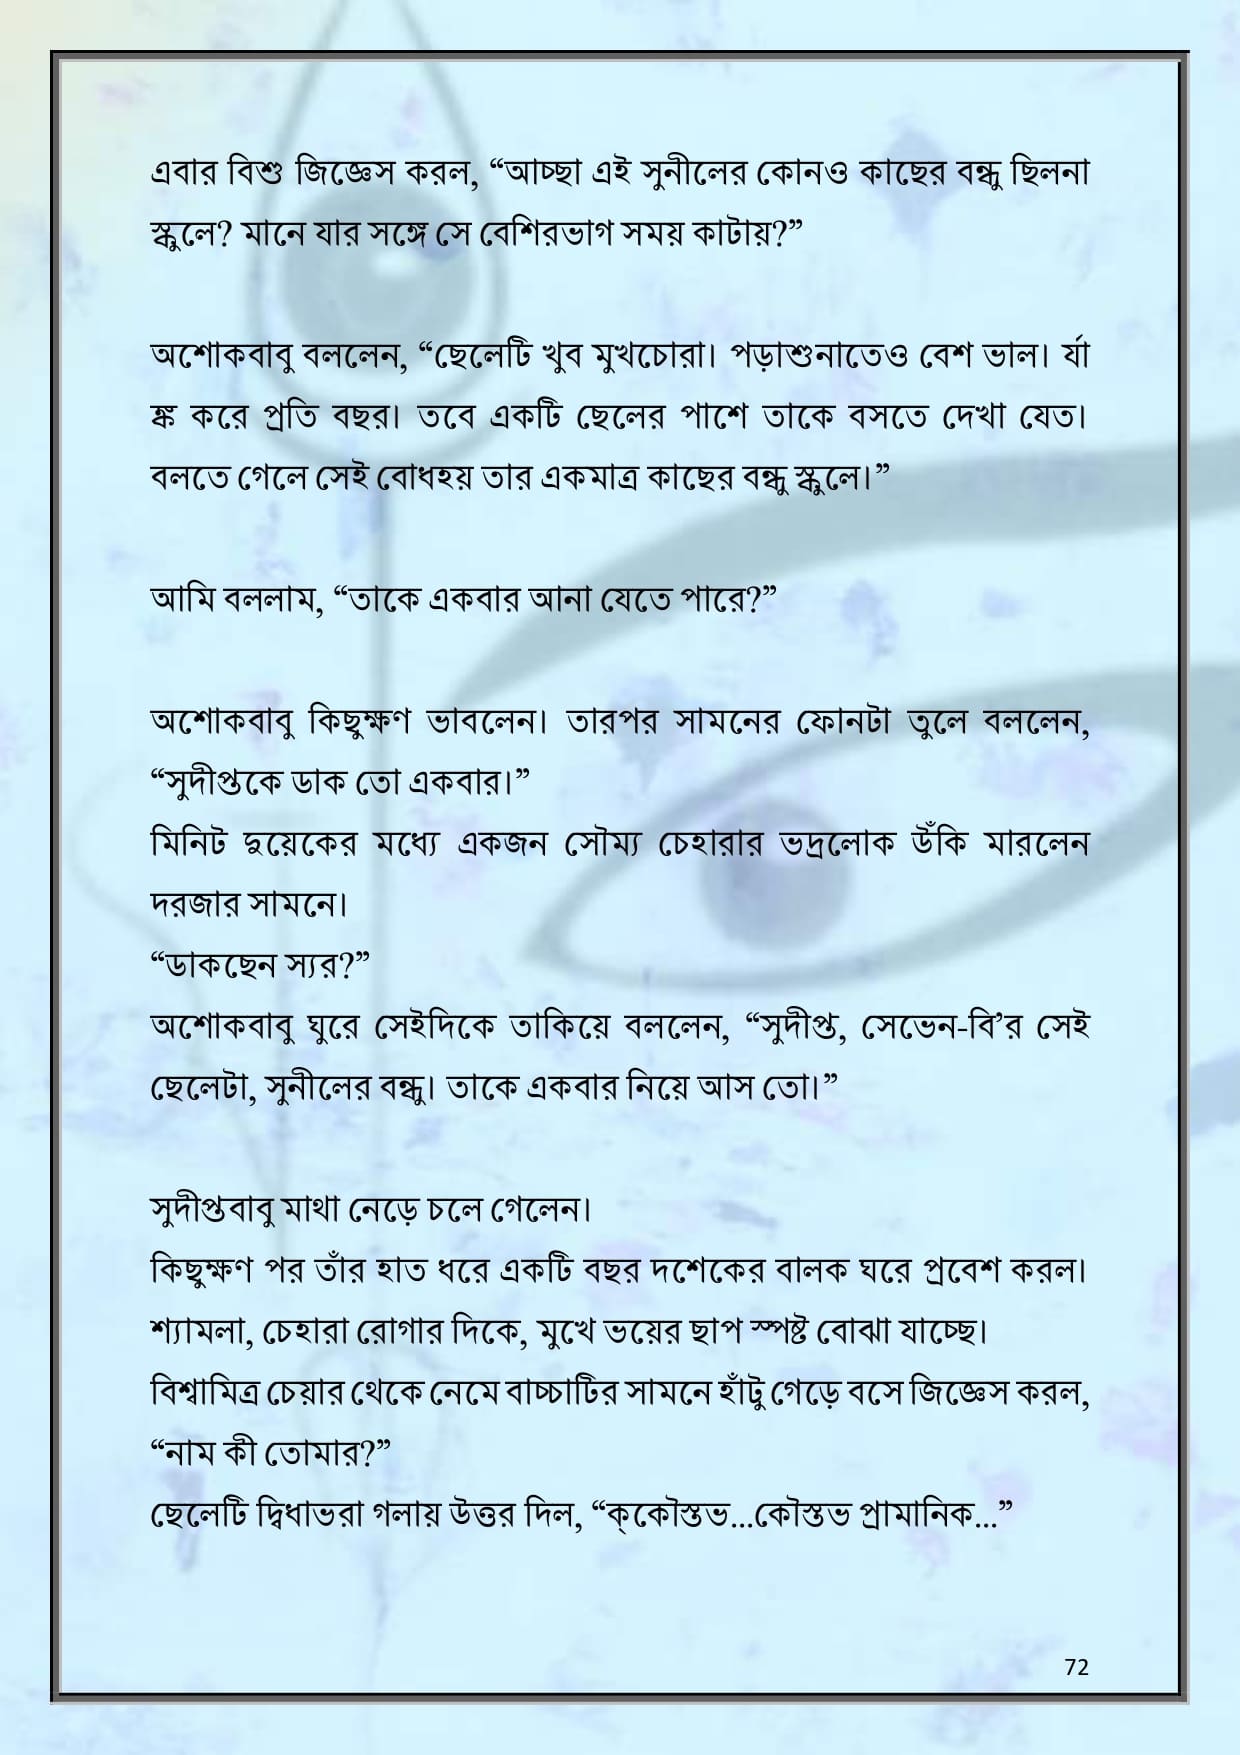 এবার বিশু জিজ্ঞেস করল, “আচ্ছা এই সুনীলের কোনও কাছের বন্ধু ছিলনা
স্কুলে? মানে যার সঙ্গে সে বেশিরভাগ সময় কাটায়?”
অশোকবাবু বললেন, “ছেলেটি খুব মুখচোরা। পড়াশুনাতেও বেশ ভাল। র্যা
ঙ্ক করে প্রতি বছর। তবে একটি ছেলের পাশে তাকে বসতে দেখা যেত।
বলতে গেলে সেই বোধহয় তার একমাত্র কাছের বন্ধু স্কুলে।”
আমি বললাম, “তাকে একবার আনা যেতে পারে?”
অশোকবাবু কিছুক্ষণ ভাবলেন। তারপর সামনের ফোনটা তুলে বললেন,
“সুদীপ্তকে ডাক তো একবার।”
মিনিট দুয়েকের মধ্যে একজন সৌম্য চেহারার ভদ্রলোক উঁকি মারলেন
দরজার সামনে।
“ডাকছেন স্যর?”
অশোকবাবু ঘুরে সেইদিকে তাকিয়ে বললেন, “সুদীপ্ত, সেভেন-বি’র সেই
ছেলেটা, সুনীলের বন্ধু। তাকে একবার নিয়ে আস তো।”
সুদীপ্তবাবু মাথা নেড়ে চলে গেলেন।
কিছুক্ষণ পর তাঁর হাত ধরে একটি বছর দশেকের বালক ঘরে প্রবেশ করল।
শ্যামলা, চেহারা রোগার দিকে, মুখে ভয়ের ছাপ স্পষ্ট বোঝা যাচ্ছে।
বিশ্বামিত্র চেয়ার থেকে নেমে বাচ্চাটির সামনে হাঁটু গেড়ে বসে জিজ্ঞেস করল,
“নাম কী তোমার?”
ছেলেটি দ্বিধাভরা গলায় উত্তর দিল, “ক্‌কৌস্তভ...কৌস্তভ প্রামানিক...”
72